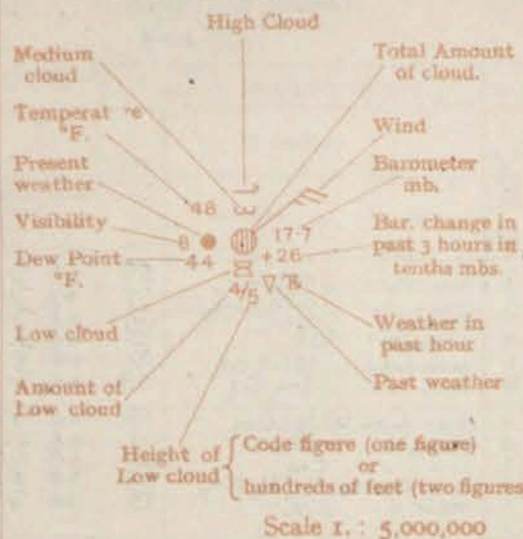 High Cloud
Medium cloud
Total Amount of cloud.
Temperat re °F.
Wind
Present weather
Barometer mb.
48
Visibility
8
17·7
Bar. change in past 3 hours in tenths mbs.
Dew Point °F.
44
+26
4/5
Low cloud
Weather in past hour
Amount of Low cloud
Past weather
Height of Low cloud
Code figure (one figure)
or
hundreds of feet (two figures
Scale 1. : 5,000,000